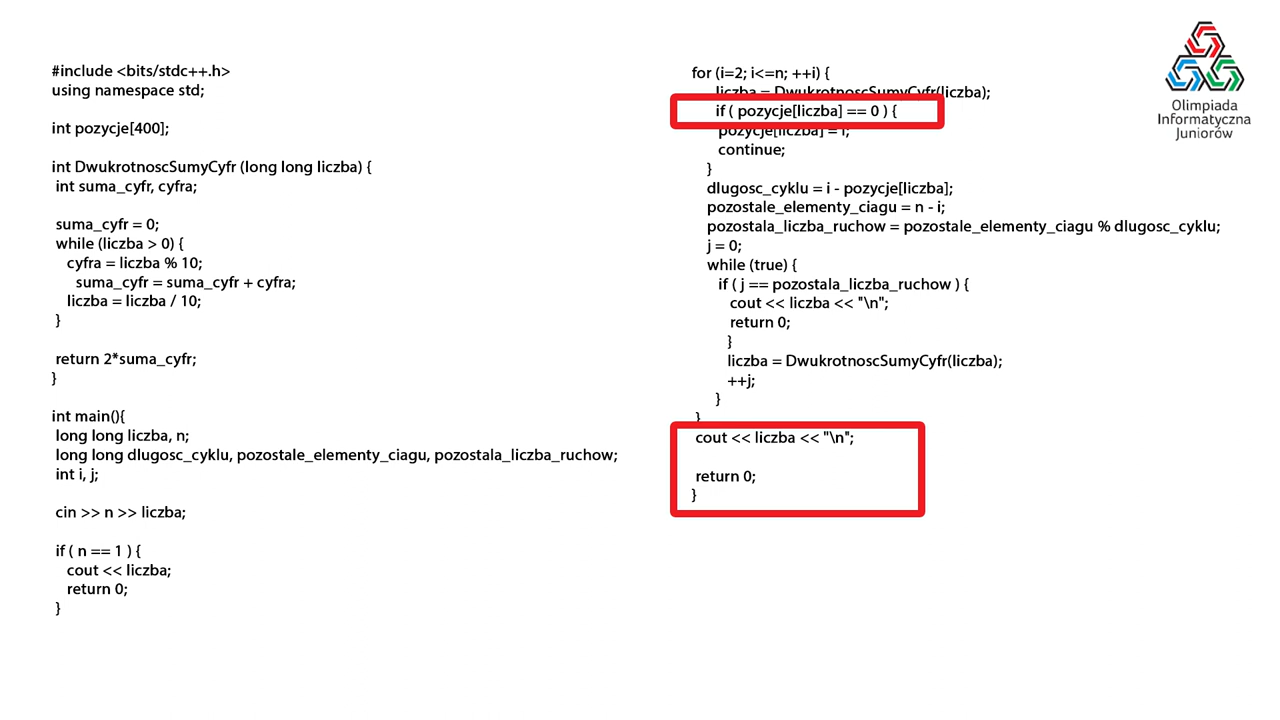 #include <bits/stdc++.h>
using namespace std;
int pozycje[400];
int DwukrotnoscSumyCyfr (long long liczba) {
int suma_cyfr, cyfra;
suma_cyfr = 0;
while (liczba > 0) {
cyfra = liczba % 10;
suma_cyfr = suma_cyfr + cyfra;
liczba = liczba / 10;
}
return 2*suma_cyfr;
}
int main(){
long long liczba, n;
long long dlugosc_cyklu, pozostale_elementy_ciagu, pozostala_liczba_ruchow;
int i, j;
cin >> n >> liczba;
if ( n == 1 ) {
cout << liczba;
return 0;
}
for (i=2; i<=n; ++i) {
liczba = DwukrotnoscSumyCyfr(liczba);
if ( pozycje[liczba] == 0 ) {
pozycje[liczba] = i;
continue;
}
dlugosc_cyklu = i - pozycje[liczba];
pozostale_elementy_ciagu = n - i;
pozostala_liczba_ruchow = pozostale_elementy_ciagu % dlugosc_cyklu;
j = 0;
while (true) {
if ( j == pozostala_liczba_ruchow ) {
cout << liczba << "\n";
return 0;
}
liczba = DwukrotnoscSumyCyfr(liczba);
++j;
}
}
cout << liczba << "\n";
return 0;
}
Olimpiada
Informatyczna
Juniorów